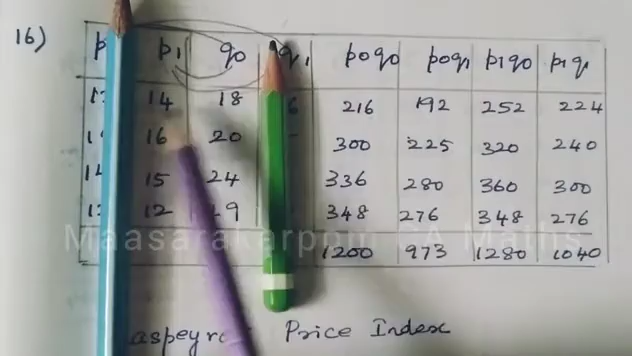 16)
p₁ q₀ q₁ p₀q₀ p₀q₁ p₁q₀ p₁q₁
14 18 216 192 252 224
16 20 300 225 320 240
15 24 336 280 360 300
12 348 276 348 276
1200 973 1280 1040
Price Index